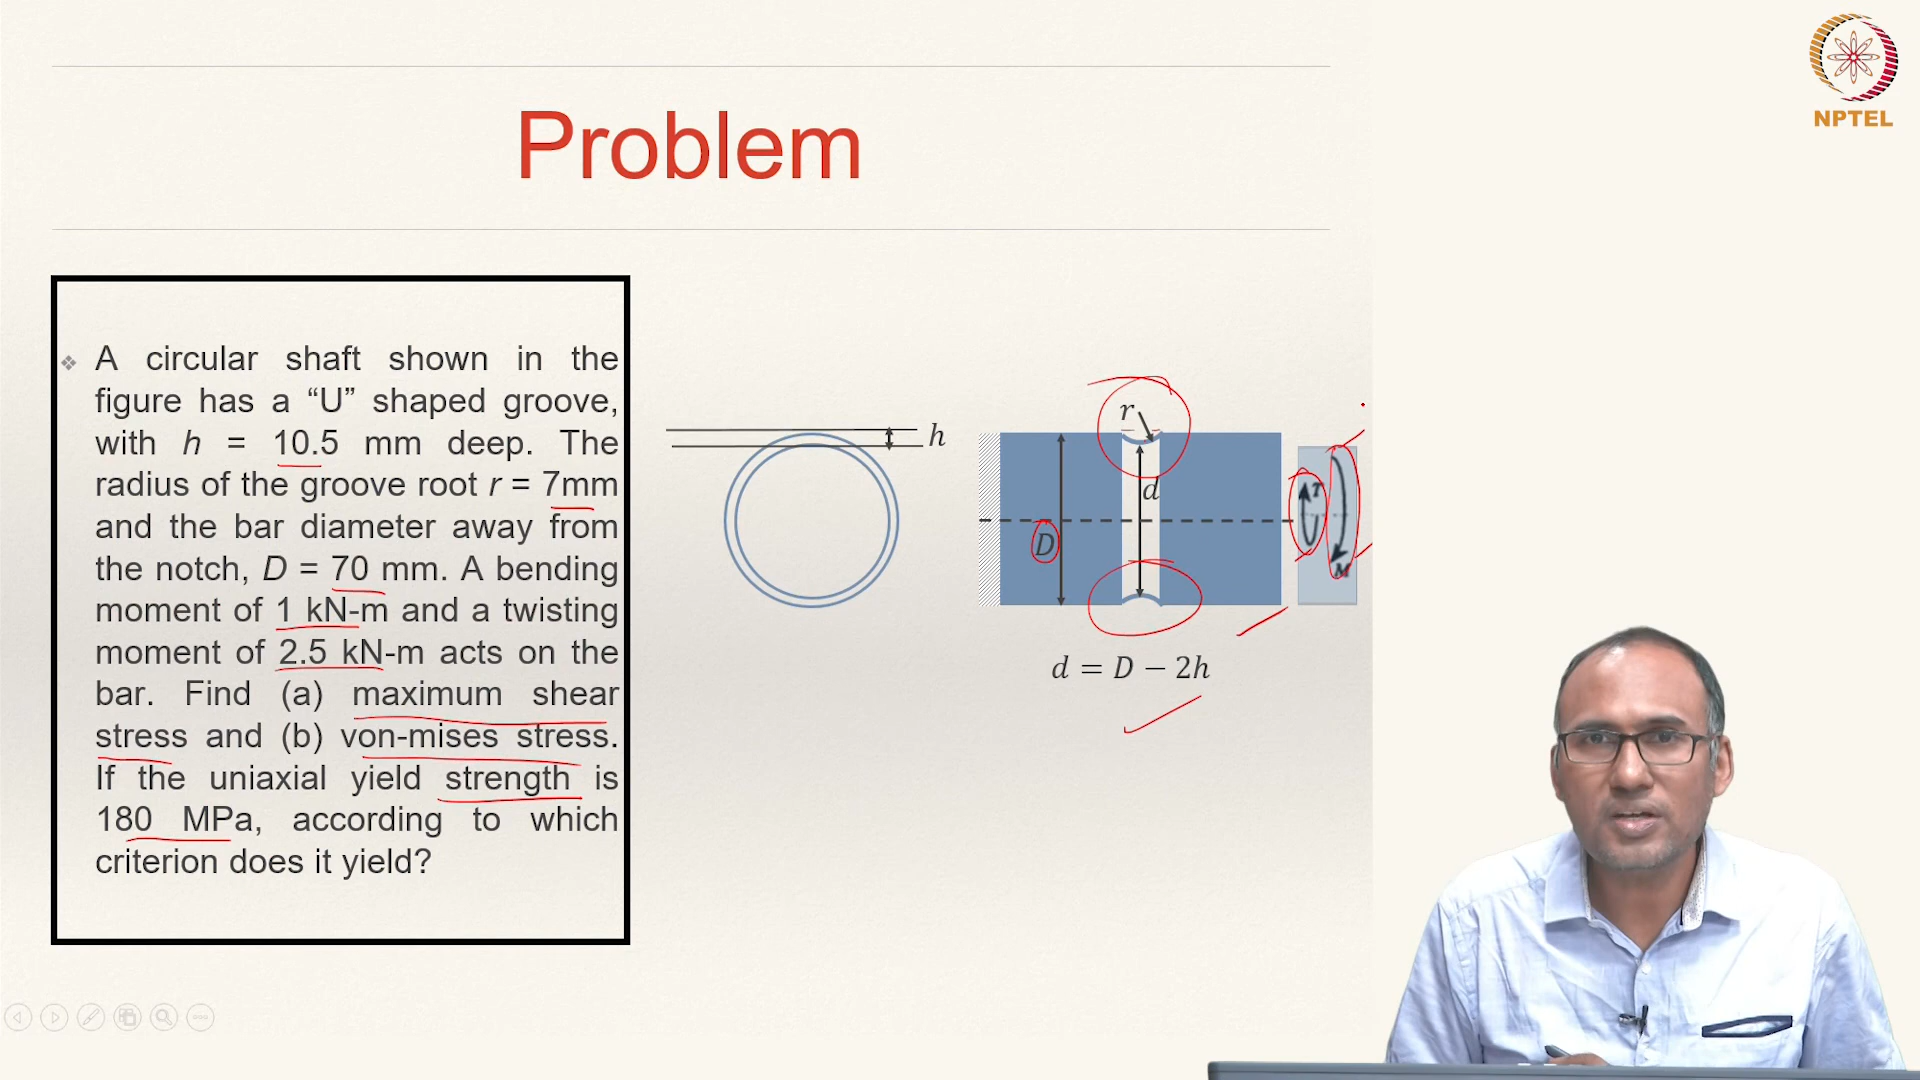 NPTEL
Problem
A circular shaft shown in the
figure has a “U” shaped groove,
with h = 10.5 mm deep. The
radius of the groove root r = 7mm
and the bar diameter away from
the notch, D = 70 mm. A bending
moment of 1 kN-m and a twisting
moment of 2.5 kN-m acts on the
bar. Find (a) maximum shear
stress and (b) von-mises stress.
If the uniaxial yield strength is
180 MPa, according to which
criterion does it yield?
h
r
d
D
T
M
d = D − 2h